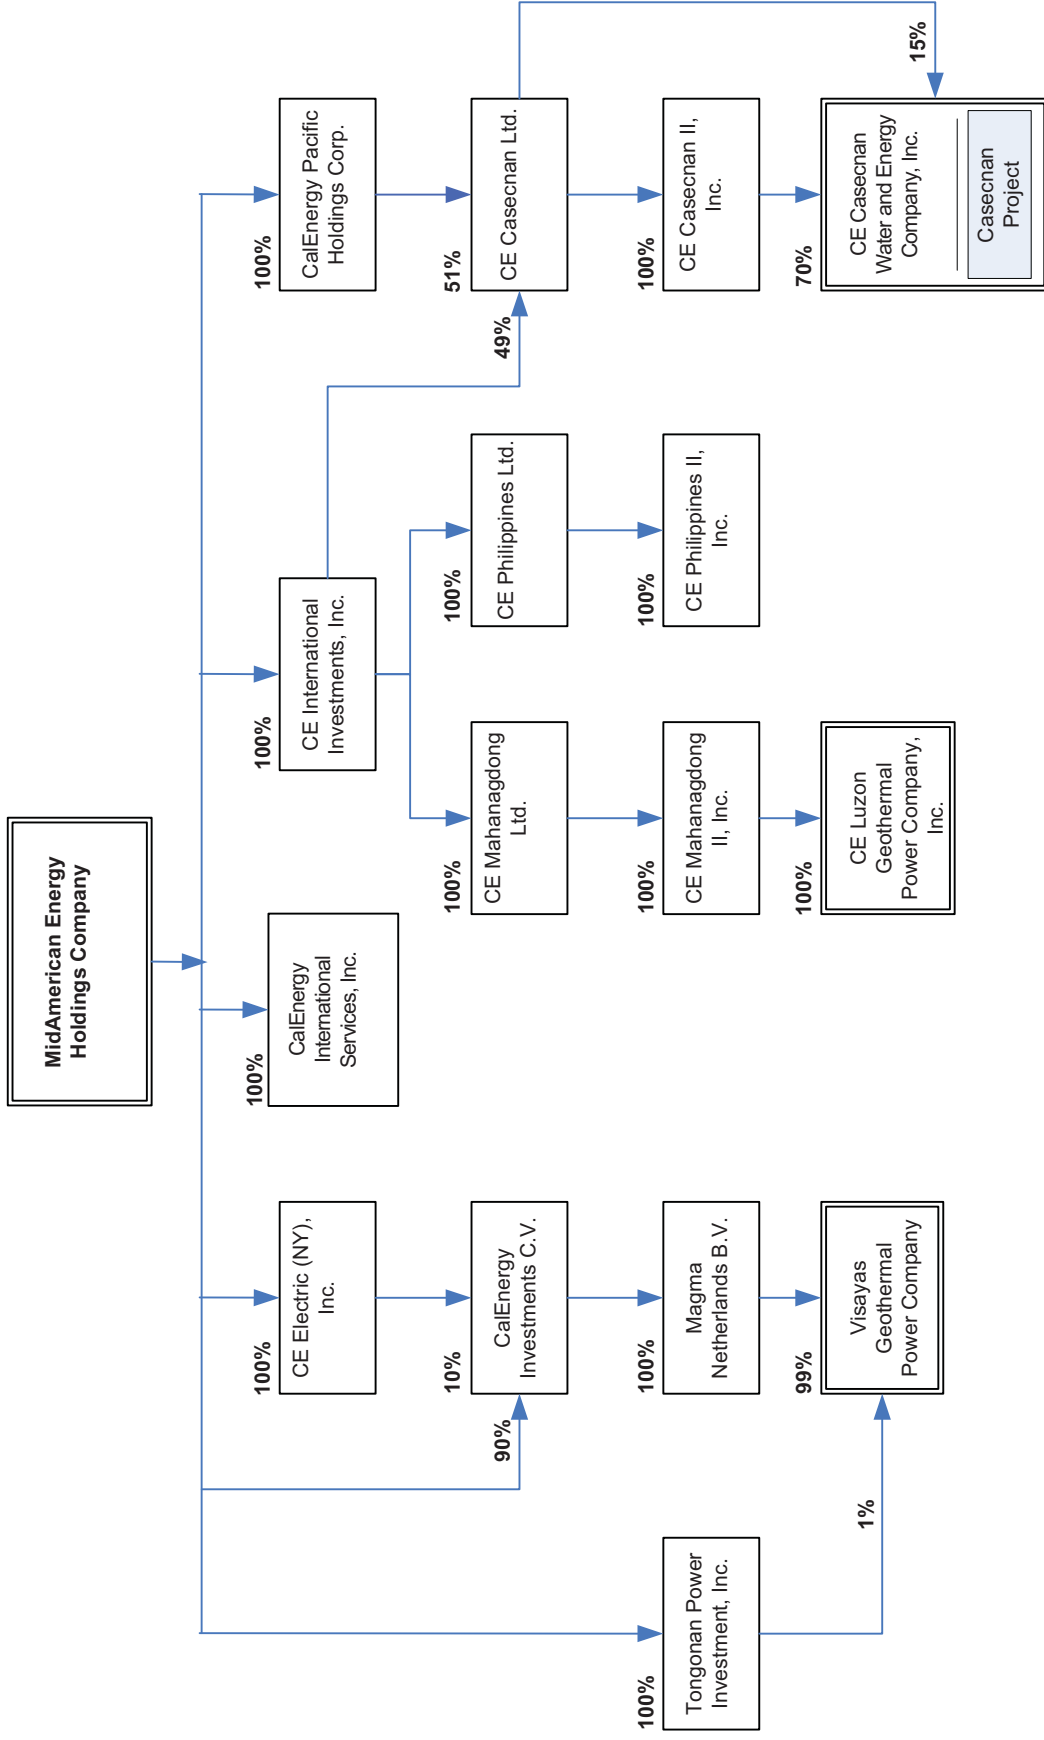 MidAmerican Energy
Holdings Company
100%
CE Electric (NY),
Inc.
100%
CalEnergy
International
Services, Inc.
100%
CE International
Investments, Inc.
100%
CalEnergy Pacific
Holdings Corp.
90%
10%
CalEnergy
Investments C.V.
100%
CE Mahanagdong
Ltd.
100%
CE Philippines Ltd.
49%
51%
CE Casecnan Ltd.
100%
Tongonan Power
Investment, Inc.
100%
Magma
Netherlands B.V.
100%
CE Mahanagdong
II, Inc.
100%
CE Philippines II,
Inc.
100%
CE Casecnan II,
Inc.
1%
99%
Visayas
Geothermal
Power Company
100%
CE Luzon
Geothermal
Power Company,
Inc.
70%
CE Casecnan
Water and Energy
Company, Inc.
Casecnan
Project
15%